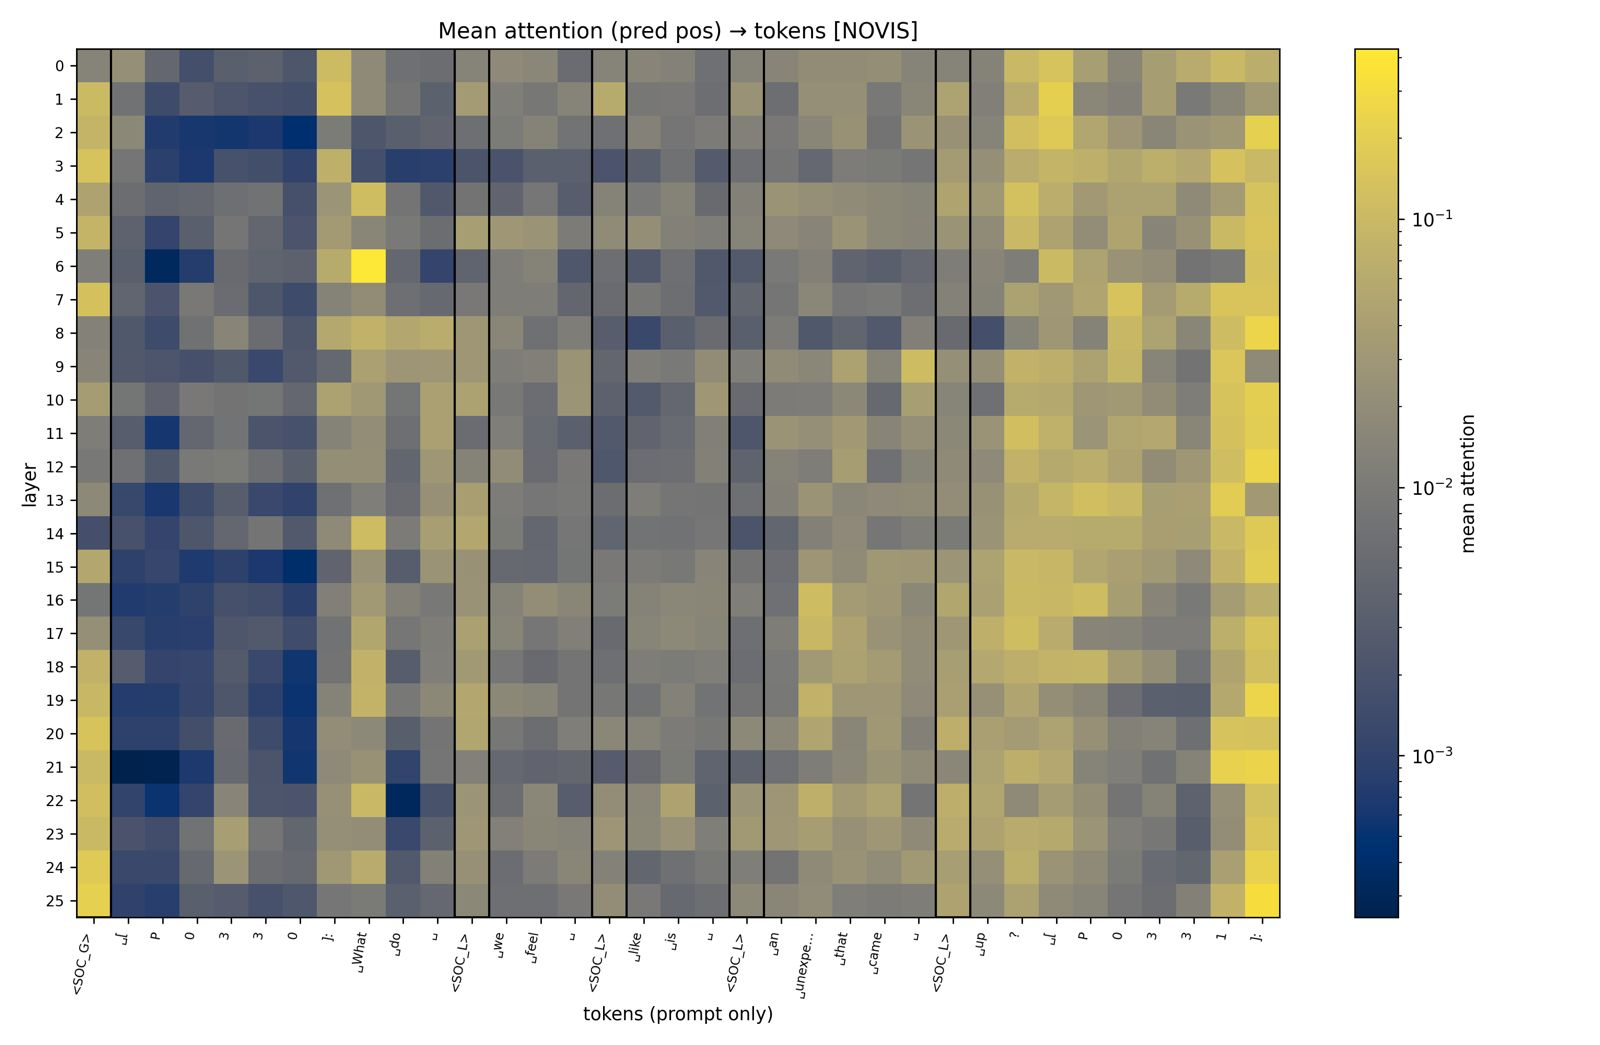 Mean attention (pred pos) → tokens [NOVIS]
layer
0
1
2
3
4
5
6
7
8
9
10
11
12
13
14
15
16
17
18
19
20
21
22
23
24
25
<SOC_G>
␣[
P
0
3
3
0
]:
␣What
␣do
␣
<SOC_L>
␣we
␣feel
␣
<SOC_L>
␣like
␣is
␣
<SOC_L>
␣an
␣unexpe...
␣that
␣came
␣
<SOC_L>
␣up
?
␣[
P
0
3
3
1
]:
tokens (prompt only)
10⁻¹
10⁻²
10⁻³
mean attention